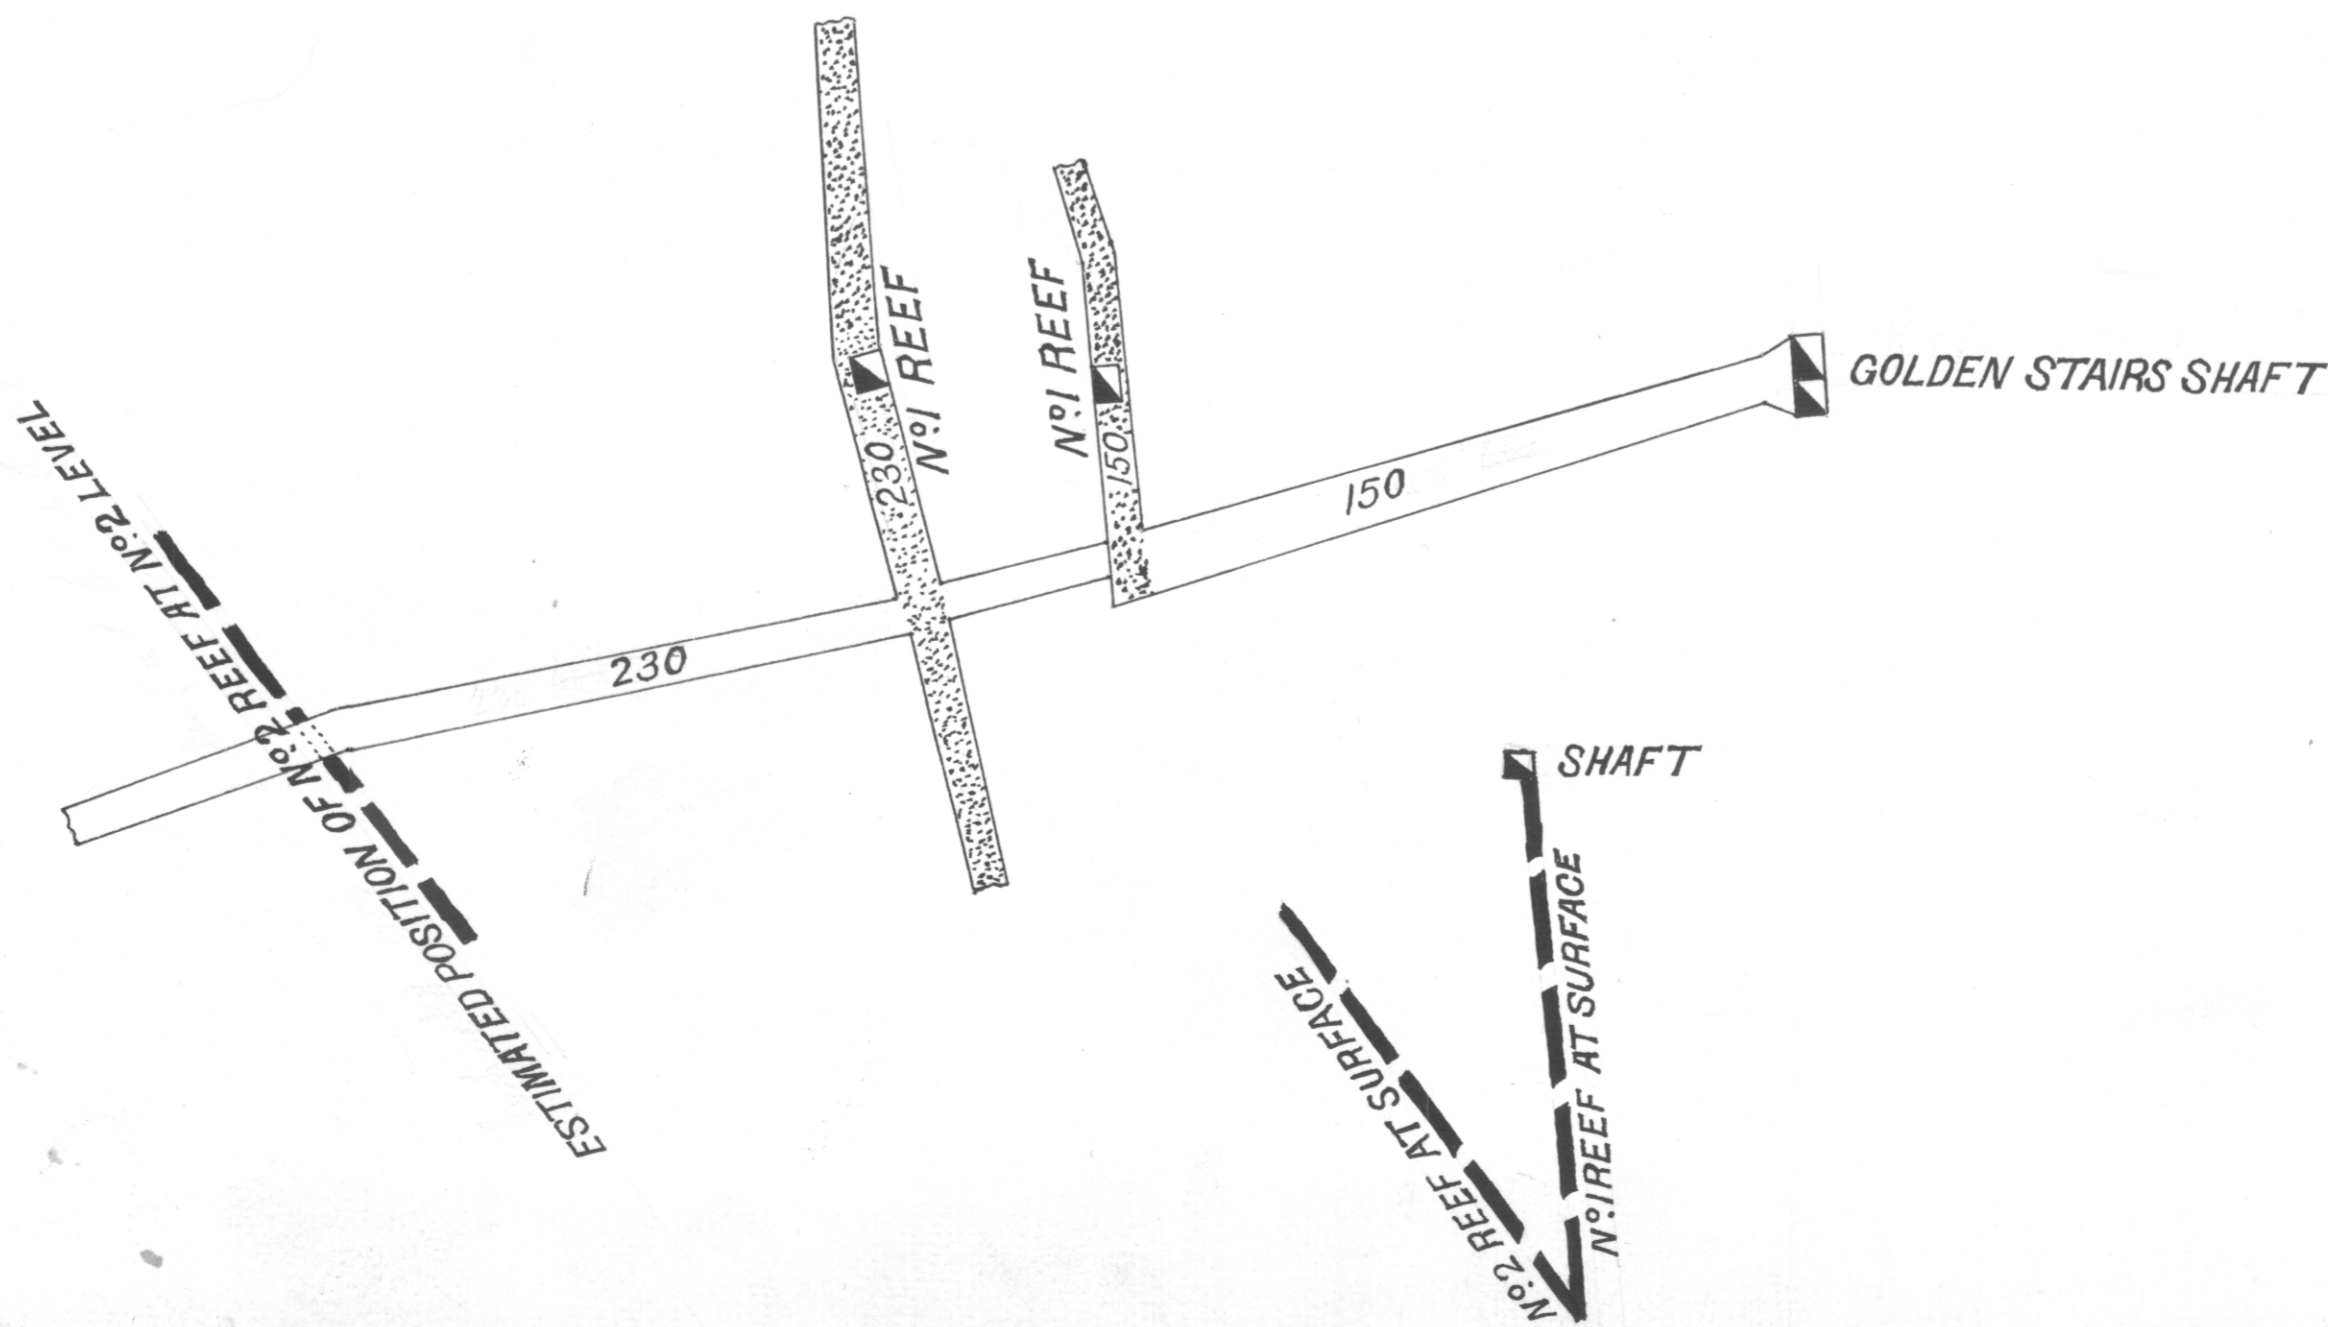 Nº1 REEF
Nº1 REEF
230
150
150
GOLDEN STAIRS SHAFT
230
ESTIMATED POSITION OF Nº2 REEF AT Nº2 LEVEL
SHAFT
Nº2 REEF AT SURFACE
Nº1 REEF AT SURFACE